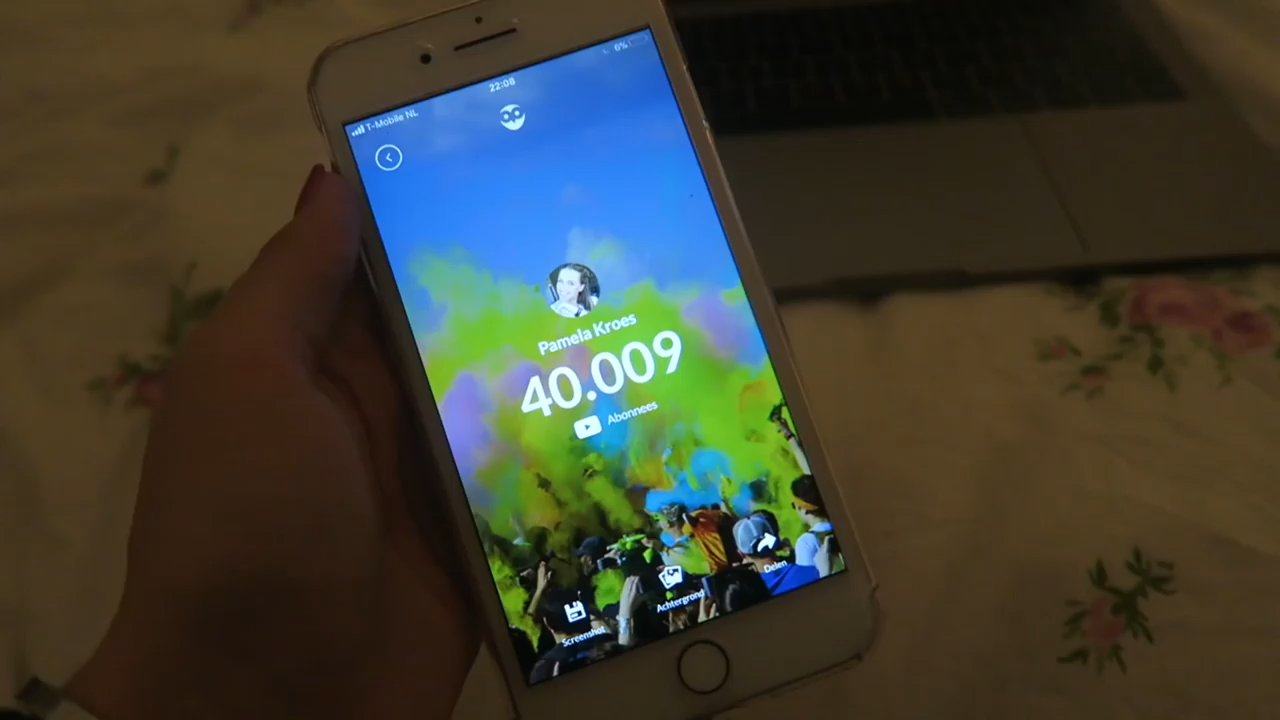 T-Mobile NL
22:08
6%
Pamela Kroes
40.009
Abonnees
Screenshot
Achtergrond
Delen